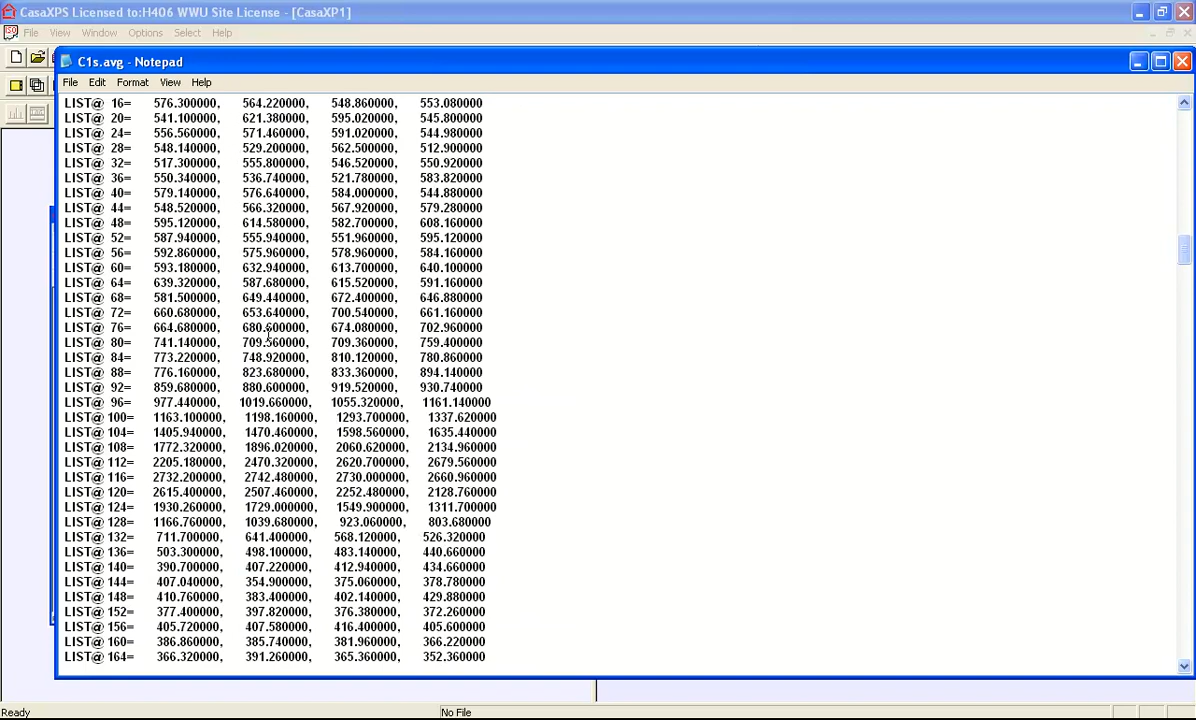 CasaXPS Licensed to:H406 WWU Site License - [CasaXP1]
File View Window Options Select Help
C1s.avg - Notepad
File Edit Format View Help
LIST@ 16= 576.300000, 564.220000, 548.860000, 553.080000
LIST@ 20= 541.100000, 621.380000, 595.020000, 545.800000
LIST@ 24= 556.560000, 571.460000, 591.020000, 544.980000
LIST@ 28= 548.140000, 529.200000, 562.500000, 512.900000
LIST@ 32= 517.300000, 555.800000, 546.520000, 550.920000
LIST@ 36= 550.340000, 536.740000, 521.780000, 583.820000
LIST@ 40= 579.140000, 576.640000, 584.000000, 544.880000
LIST@ 44= 548.520000, 566.320000, 567.920000, 579.280000
LIST@ 48= 595.120000, 614.580000, 582.700000, 608.160000
LIST@ 52= 587.940000, 555.940000, 551.960000, 595.120000
LIST@ 56= 592.860000, 575.960000, 578.960000, 584.160000
LIST@ 60= 593.180000, 632.940000, 613.700000, 640.100000
LIST@ 64= 639.320000, 587.680000, 615.520000, 591.160000
LIST@ 68= 581.500000, 649.440000, 672.400000, 646.880000
LIST@ 72= 660.680000, 653.640000, 700.540000, 661.160000
LIST@ 76= 664.680000, 680.600000, 674.080000, 702.960000
LIST@ 80= 741.140000, 709.360000, 709.360000, 759.400000
LIST@ 84= 773.220000, 748.920000, 810.120000, 780.860000
LIST@ 88= 776.160000, 823.680000, 833.360000, 894.140000
LIST@ 92= 859.680000, 880.600000, 919.520000, 930.740000
LIST@ 96= 977.440000, 1019.660000, 1055.320000, 1161.140000
LIST@ 100= 1163.100000, 1198.160000, 1293.700000, 1337.620000
LIST@ 104= 1405.940000, 1470.460000, 1598.560000, 1635.440000
LIST@ 108= 1772.320000, 1896.020000, 2060.620000, 2134.960000
LIST@ 112= 2205.180000, 2470.320000, 2620.700000, 2679.560000
LIST@ 116= 2732.200000, 2742.480000, 2730.000000, 2660.960000
LIST@ 120= 2615.400000, 2507.460000, 2252.480000, 2128.760000
LIST@ 124= 1930.260000, 1729.000000, 1549.900000, 1311.700000
LIST@ 128= 1166.760000, 1039.680000, 923.060000, 803.680000
LIST@ 132= 711.700000, 641.400000, 568.120000, 526.320000
LIST@ 136= 503.300000, 498.100000, 483.140000, 440.660000
LIST@ 140= 390.700000, 407.220000, 412.940000, 434.660000
LIST@ 144= 407.040000, 354.900000, 375.060000, 378.780000
LIST@ 148= 410.760000, 383.400000, 402.140000, 429.880000
LIST@ 152= 377.400000, 397.820000, 376.380000, 372.260000
LIST@ 156= 405.720000, 407.580000, 416.400000, 405.600000
LIST@ 160= 386.860000, 385.740000, 381.960000, 366.220000
LIST@ 164= 366.320000, 391.260000, 365.360000, 352.360000
Ready No File